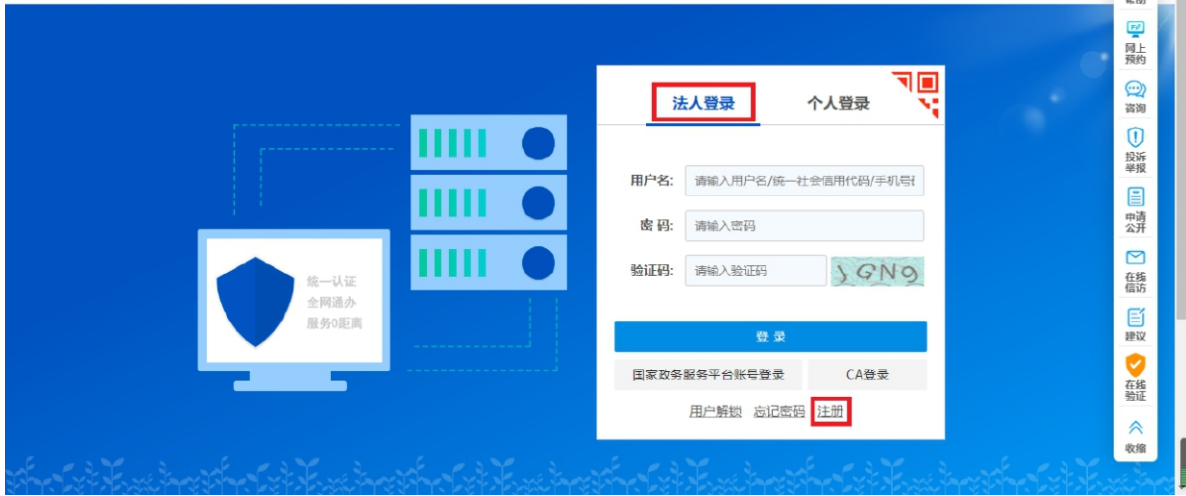 法人登录
个人登录
用户名: 请输入用户名/统一社会信用代码/手机号
密 码: 请输入密码
验证码: 请输入验证码
登 录
国家政务服务平台账号登录
CA登录
用户解锁 忘记密码 注册
统一认证
全网通办
服务0距离
网上
预约
咨询
投诉
举报
申请
公开
在线
信访
建议
在线
验证
收缩